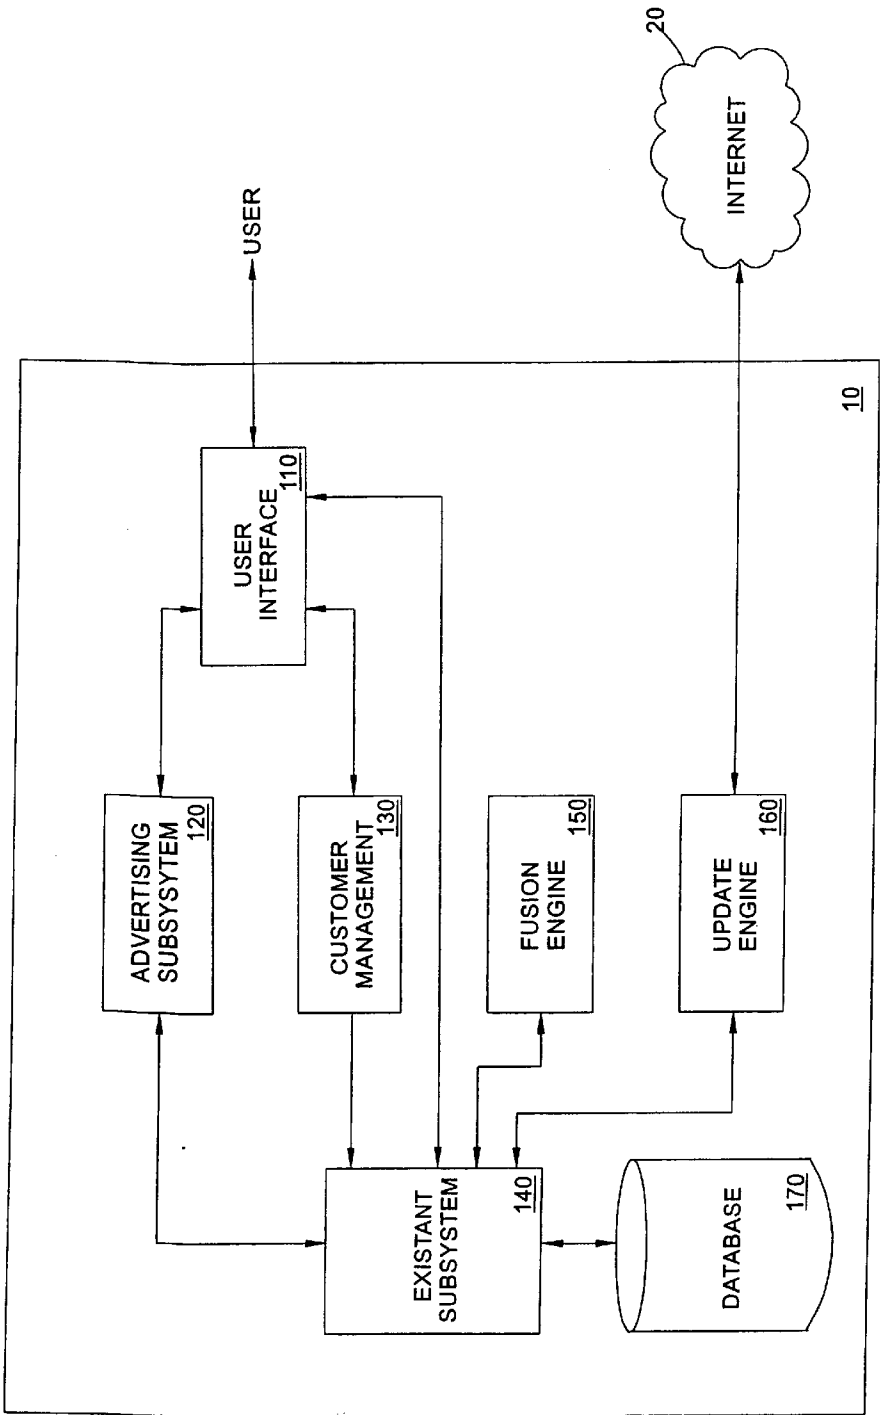 ADVERTISING
SUBSYSYTEM
120
USER
INTERFACE
110
USER
CUSTOMER
MANAGEMENT
130
EXISTANT
SUBSYSTEM
140
FUSION
ENGINE
150
UPDATE
ENGINE
160
DATABASE
170
10
INTERNET
20